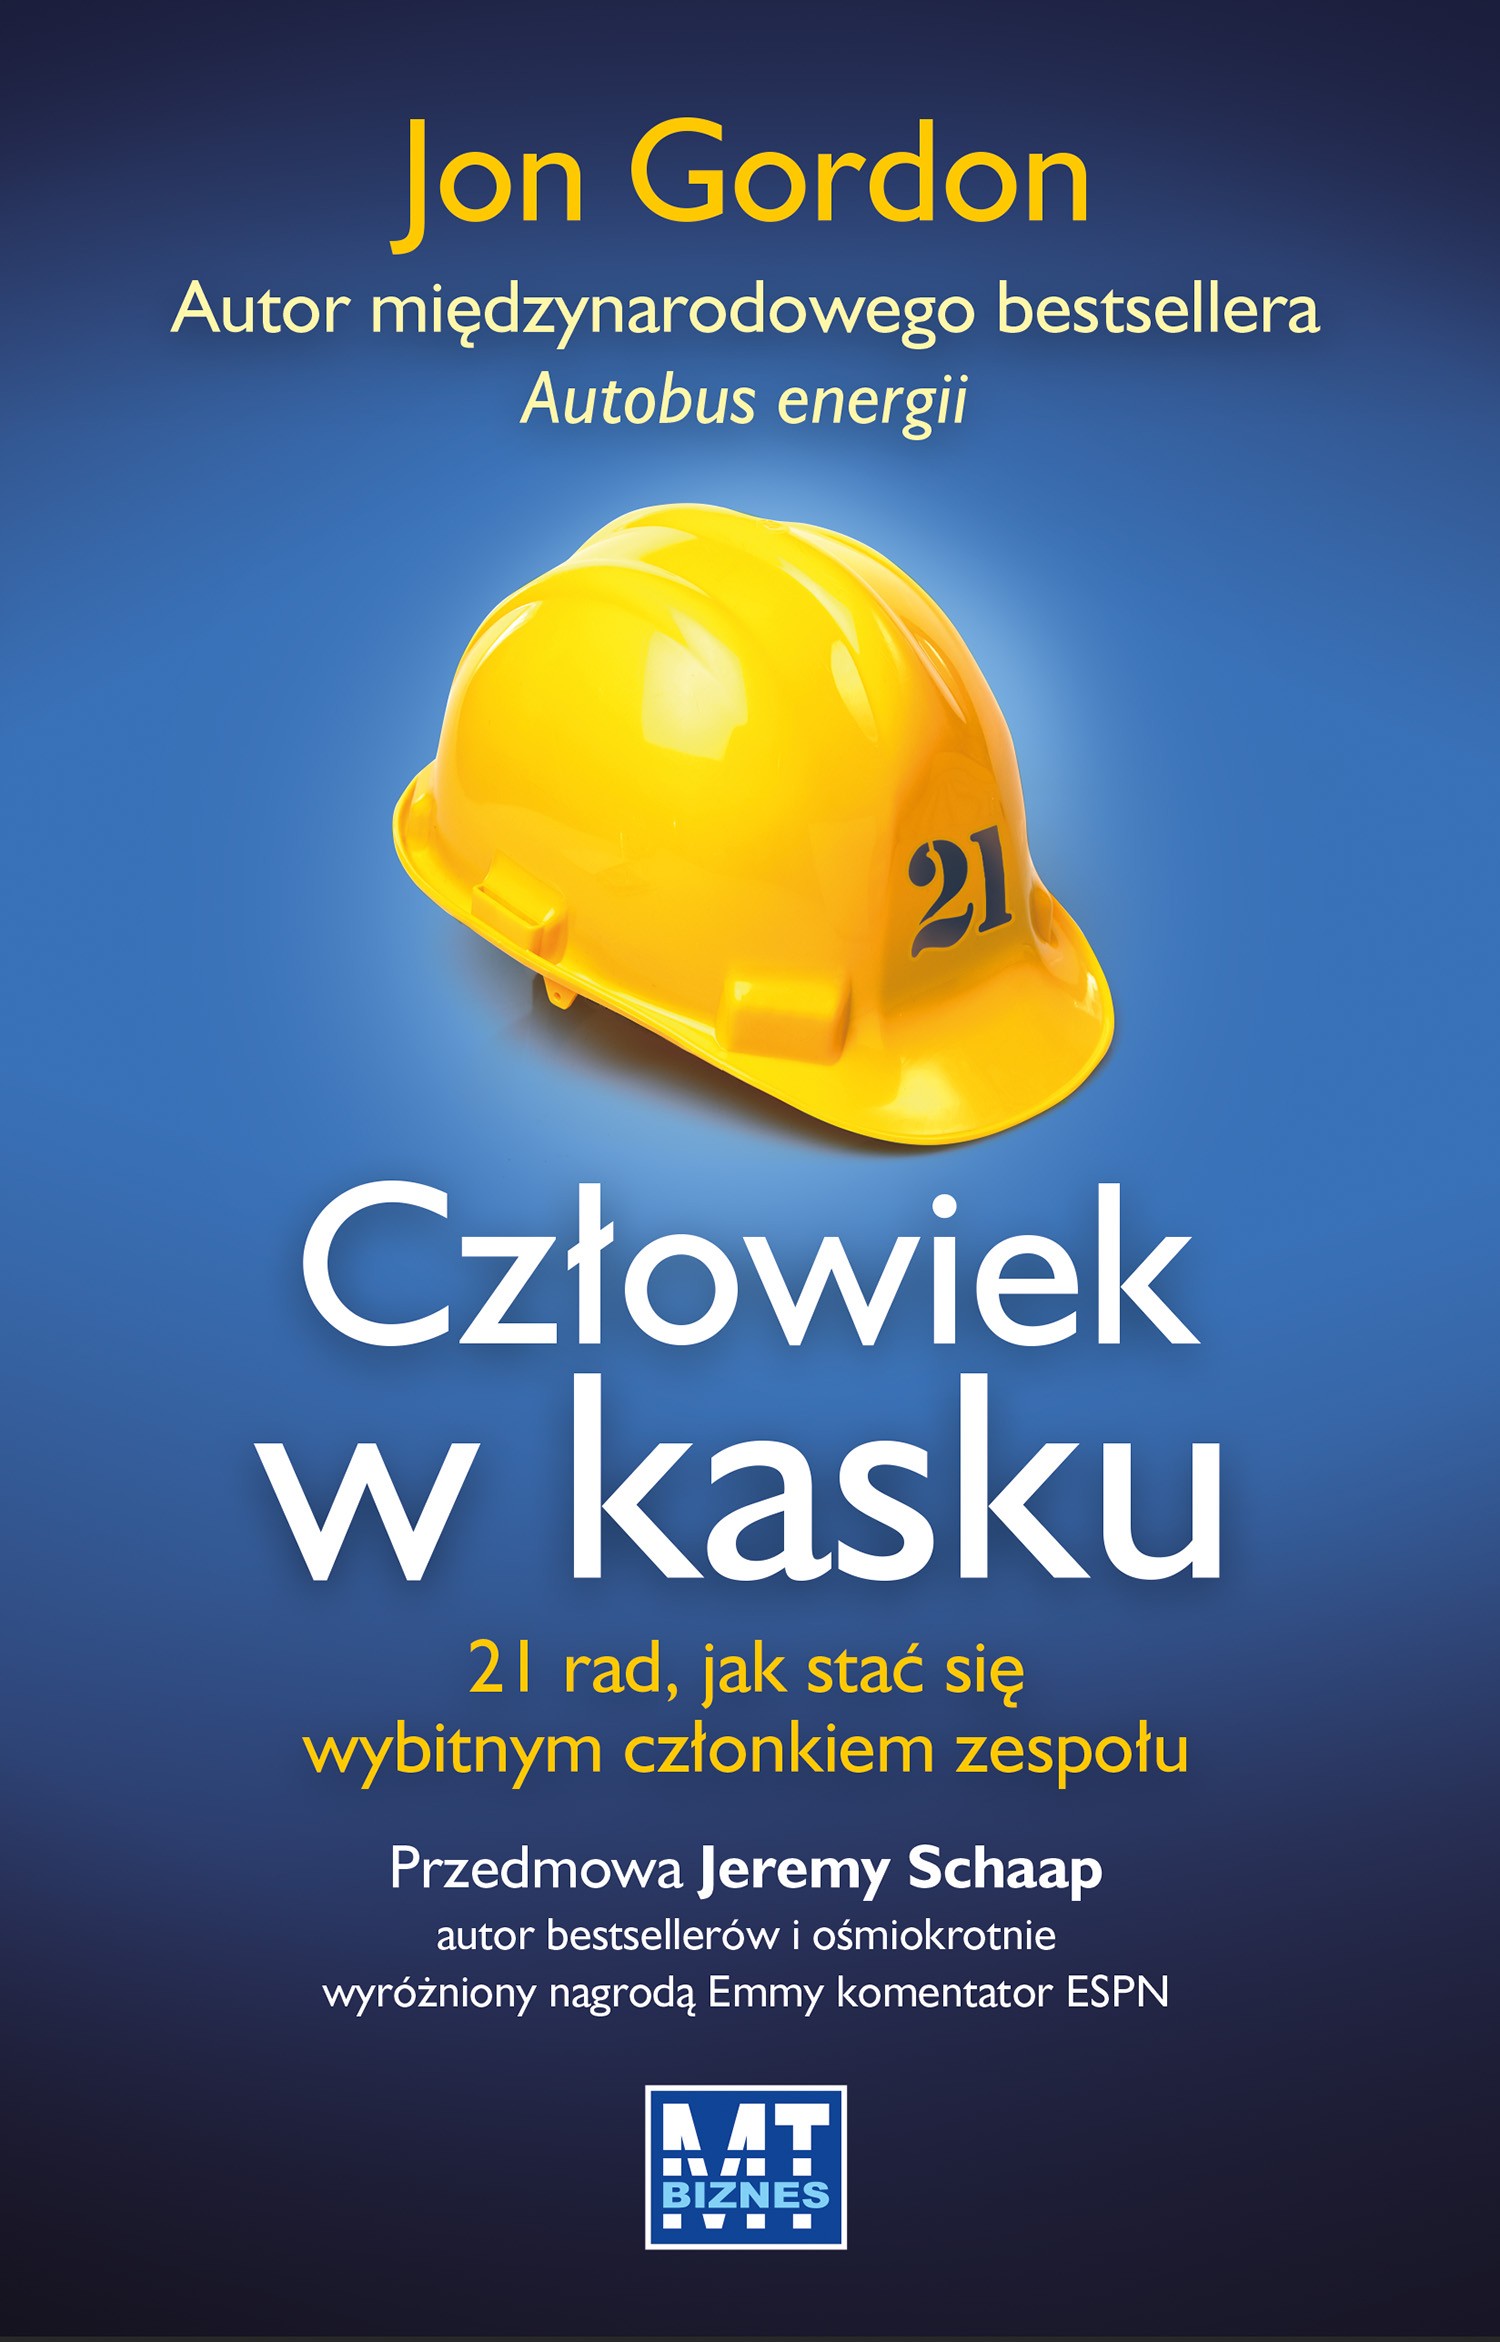 Jon Gordon
Autor międzynarodowego bestsellera
Autobus energii
21
Człowiek
w kasku
21 rad, jak stać się
wybitnym członkiem zespołu
Przedmowa Jeremy Schaap
autor bestsellerów i ośmiokrotnie
wyróżniony nagrodą Emmy komentator ESPN
MT
BIZNES